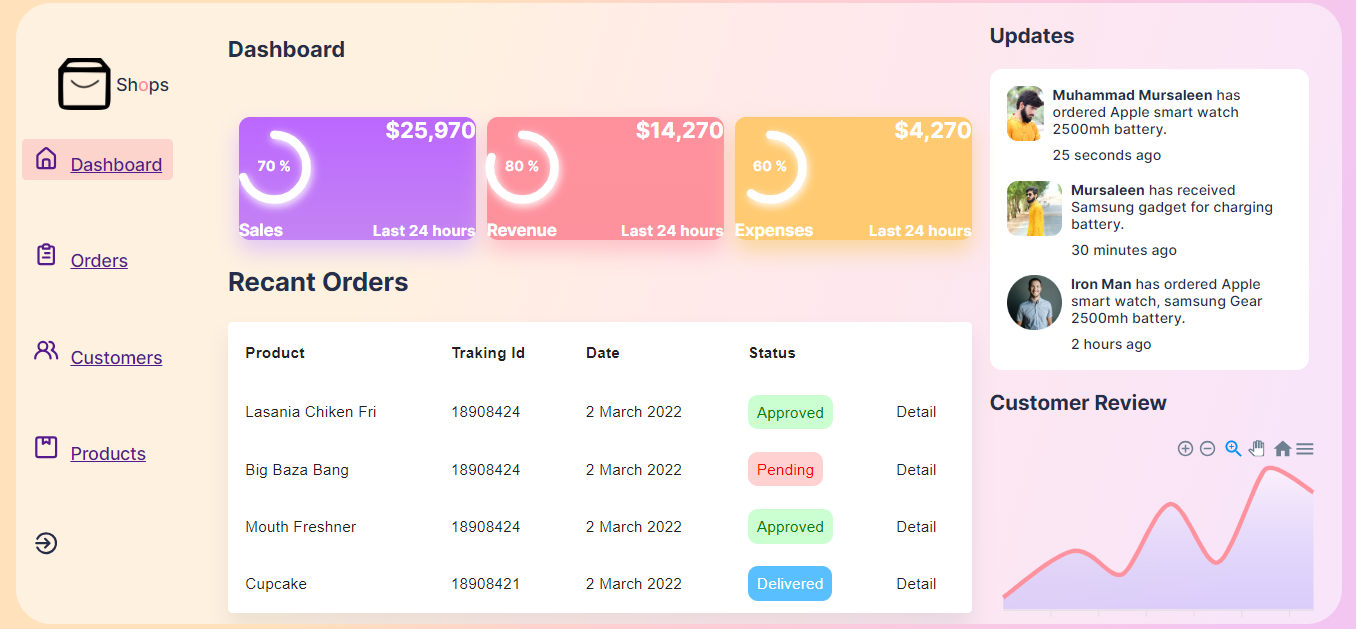 Shops
Dashboard
Orders
Customers
Products
Dashboard
$25,970
70 %
Sales
Last 24 hours
$14,270
80 %
Revenue
Last 24 hours
$4,270
60 %
Expenses
Last 24 hours
Recant Orders
Product Traking Id Date Status
Lasania Chiken Fri 18908424 2 March 2022 Approved Detail
Big Baza Bang 18908424 2 March 2022 Pending Detail
Mouth Freshner 18908424 2 March 2022 Approved Detail
Cupcake 18908421 2 March 2022 Delivered Detail
Updates
Muhammad Mursaleen has
ordered Apple smart watch
2500mh battery.
25 seconds ago
Mursaleen has received
Samsung gadget for charging
battery.
30 minutes ago
Iron Man has ordered Apple
smart watch, samsung Gear
2500mh battery.
2 hours ago
Customer Review